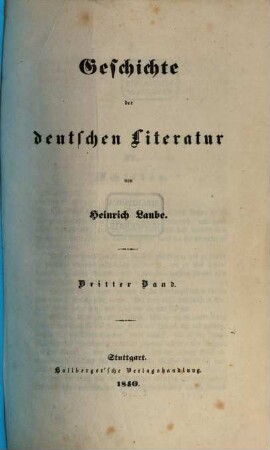 Geschichte
der
deutschen Literatur
von
Heinrich Laube.
Dritter Band.
Stuttgart.
Hallberger'sche Verlagshandlung.
1840.